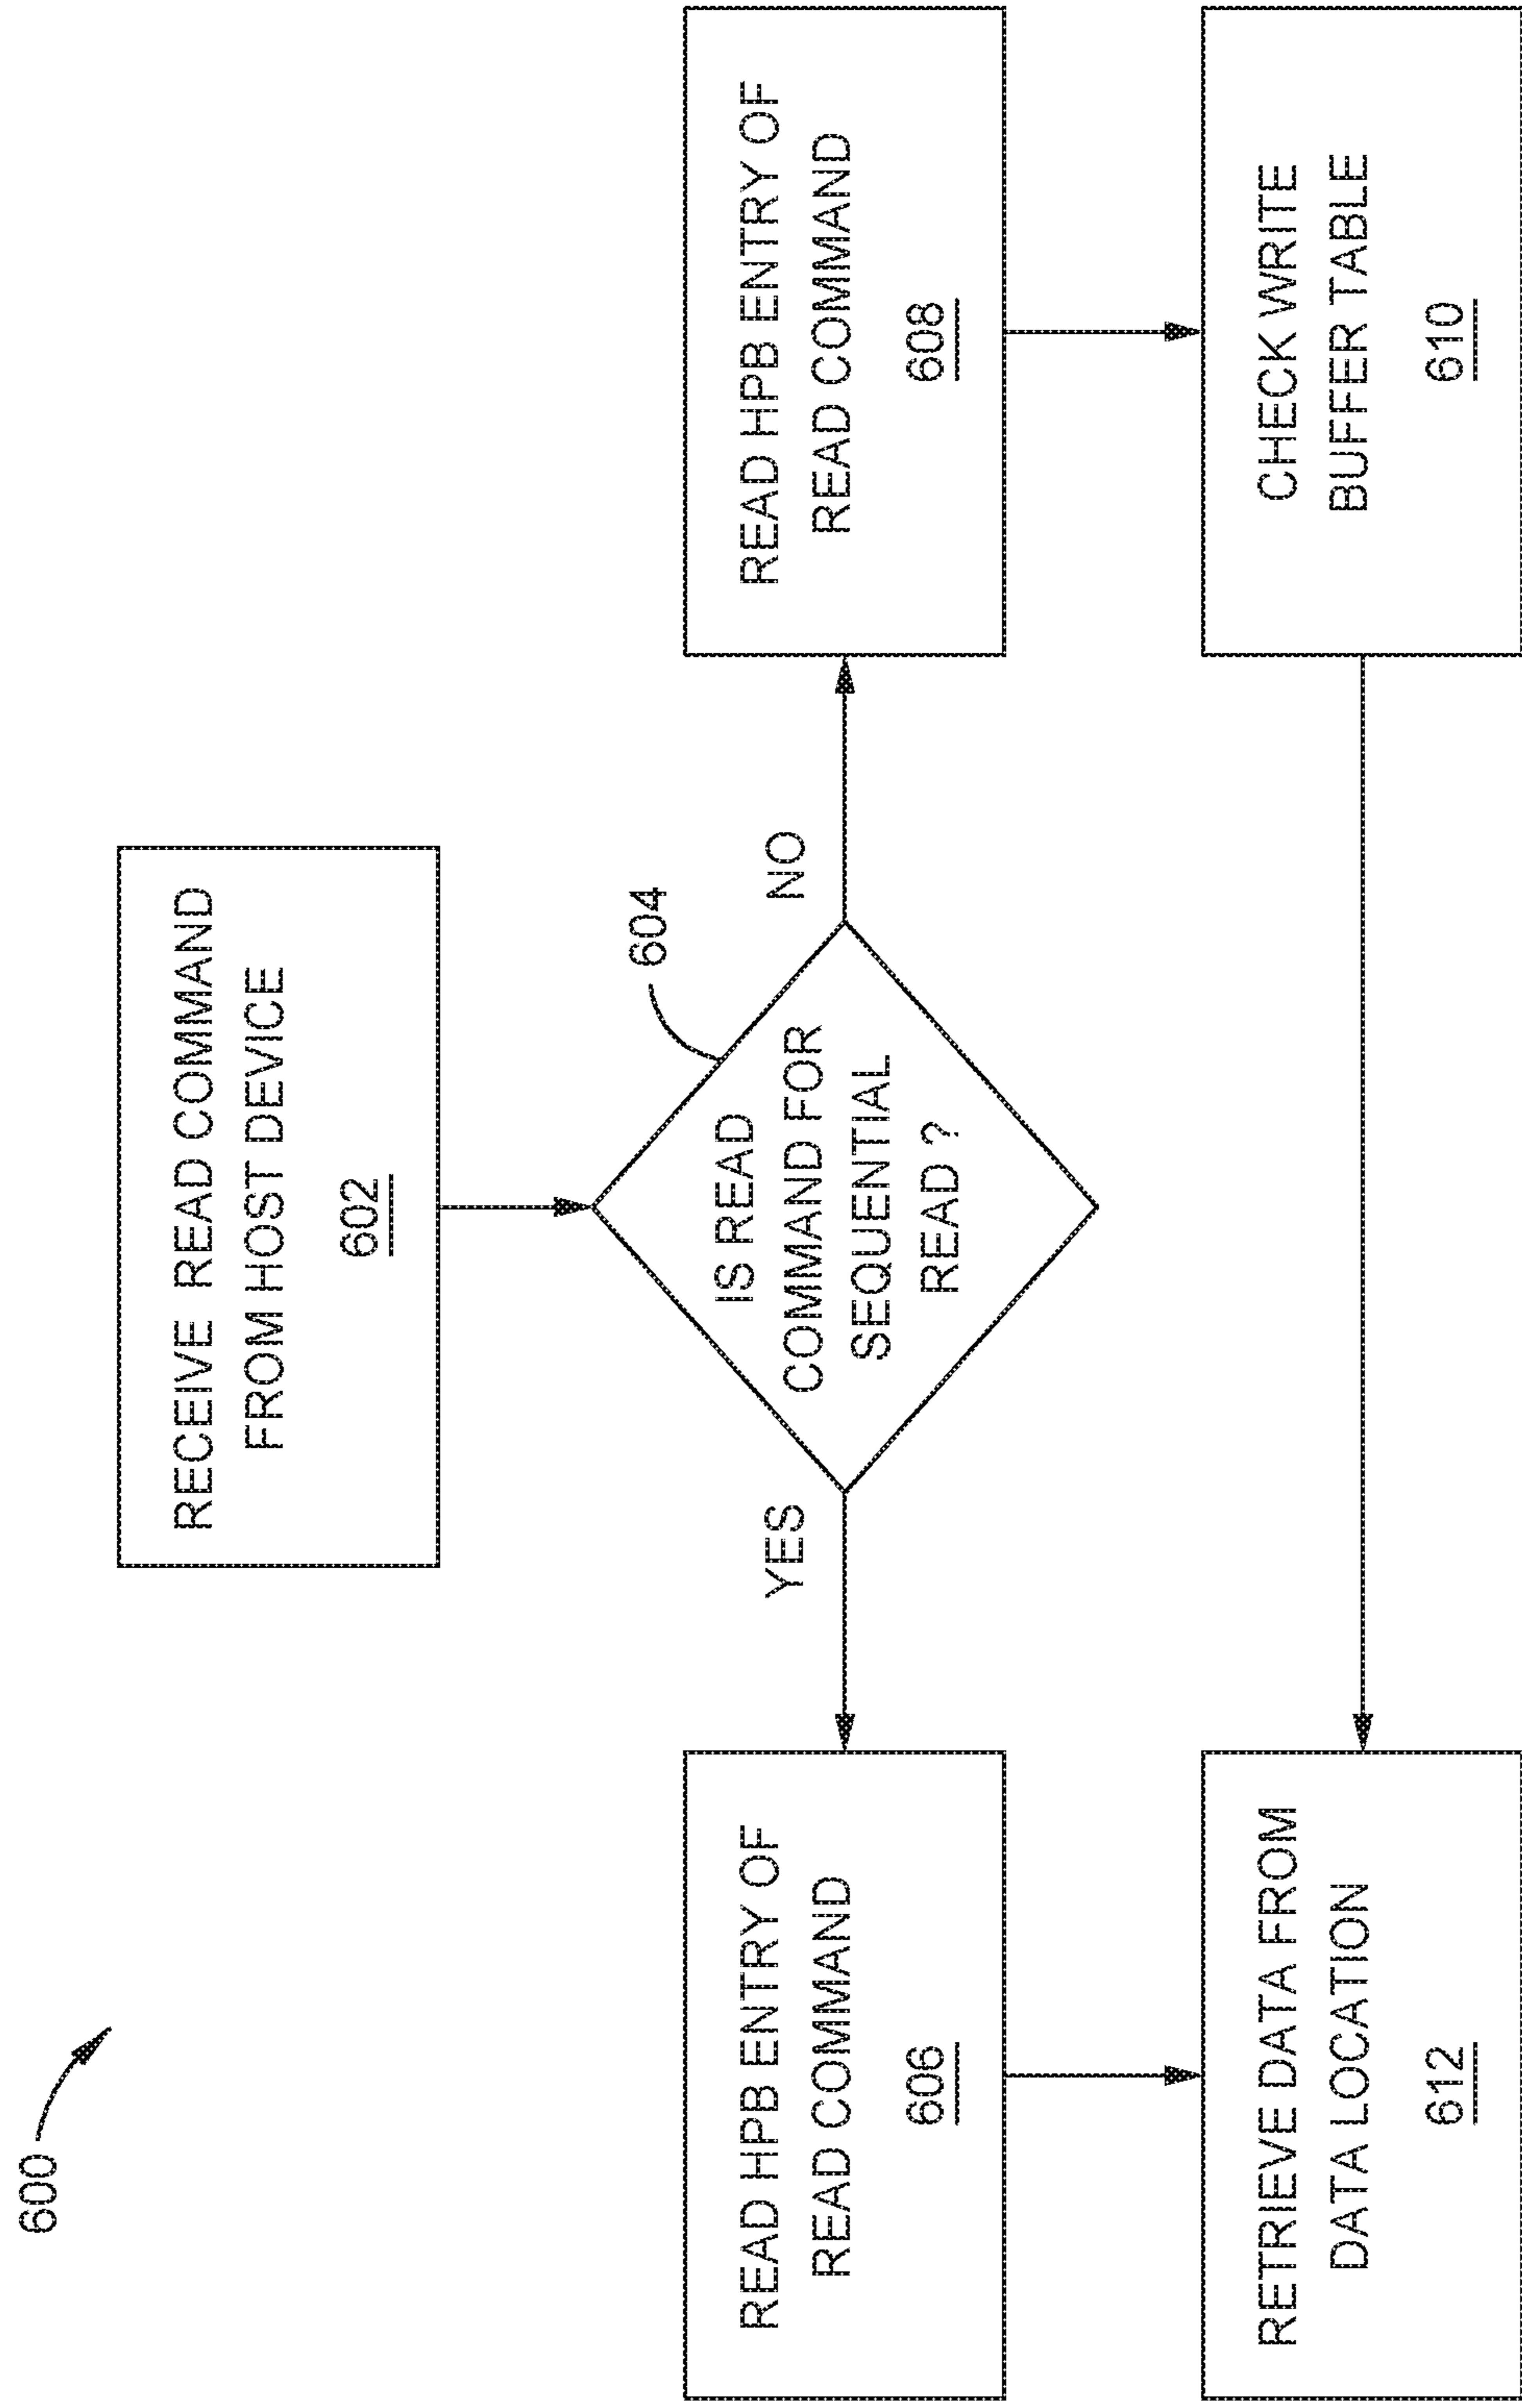 600
RECEIVE READ COMMAND
FROM HOST DEVICE
602
604
IS READ
COMMAND FOR
SEQUENTIAL
READ ?
YES
NO
READ HPB ENTRY OF
READ COMMAND
606
READ HPB ENTRY OF
READ COMMAND
608
RETRIEVE DATA FROM
DATA LOCATION
612
CHECK WRITE
BUFFER TABLE
610